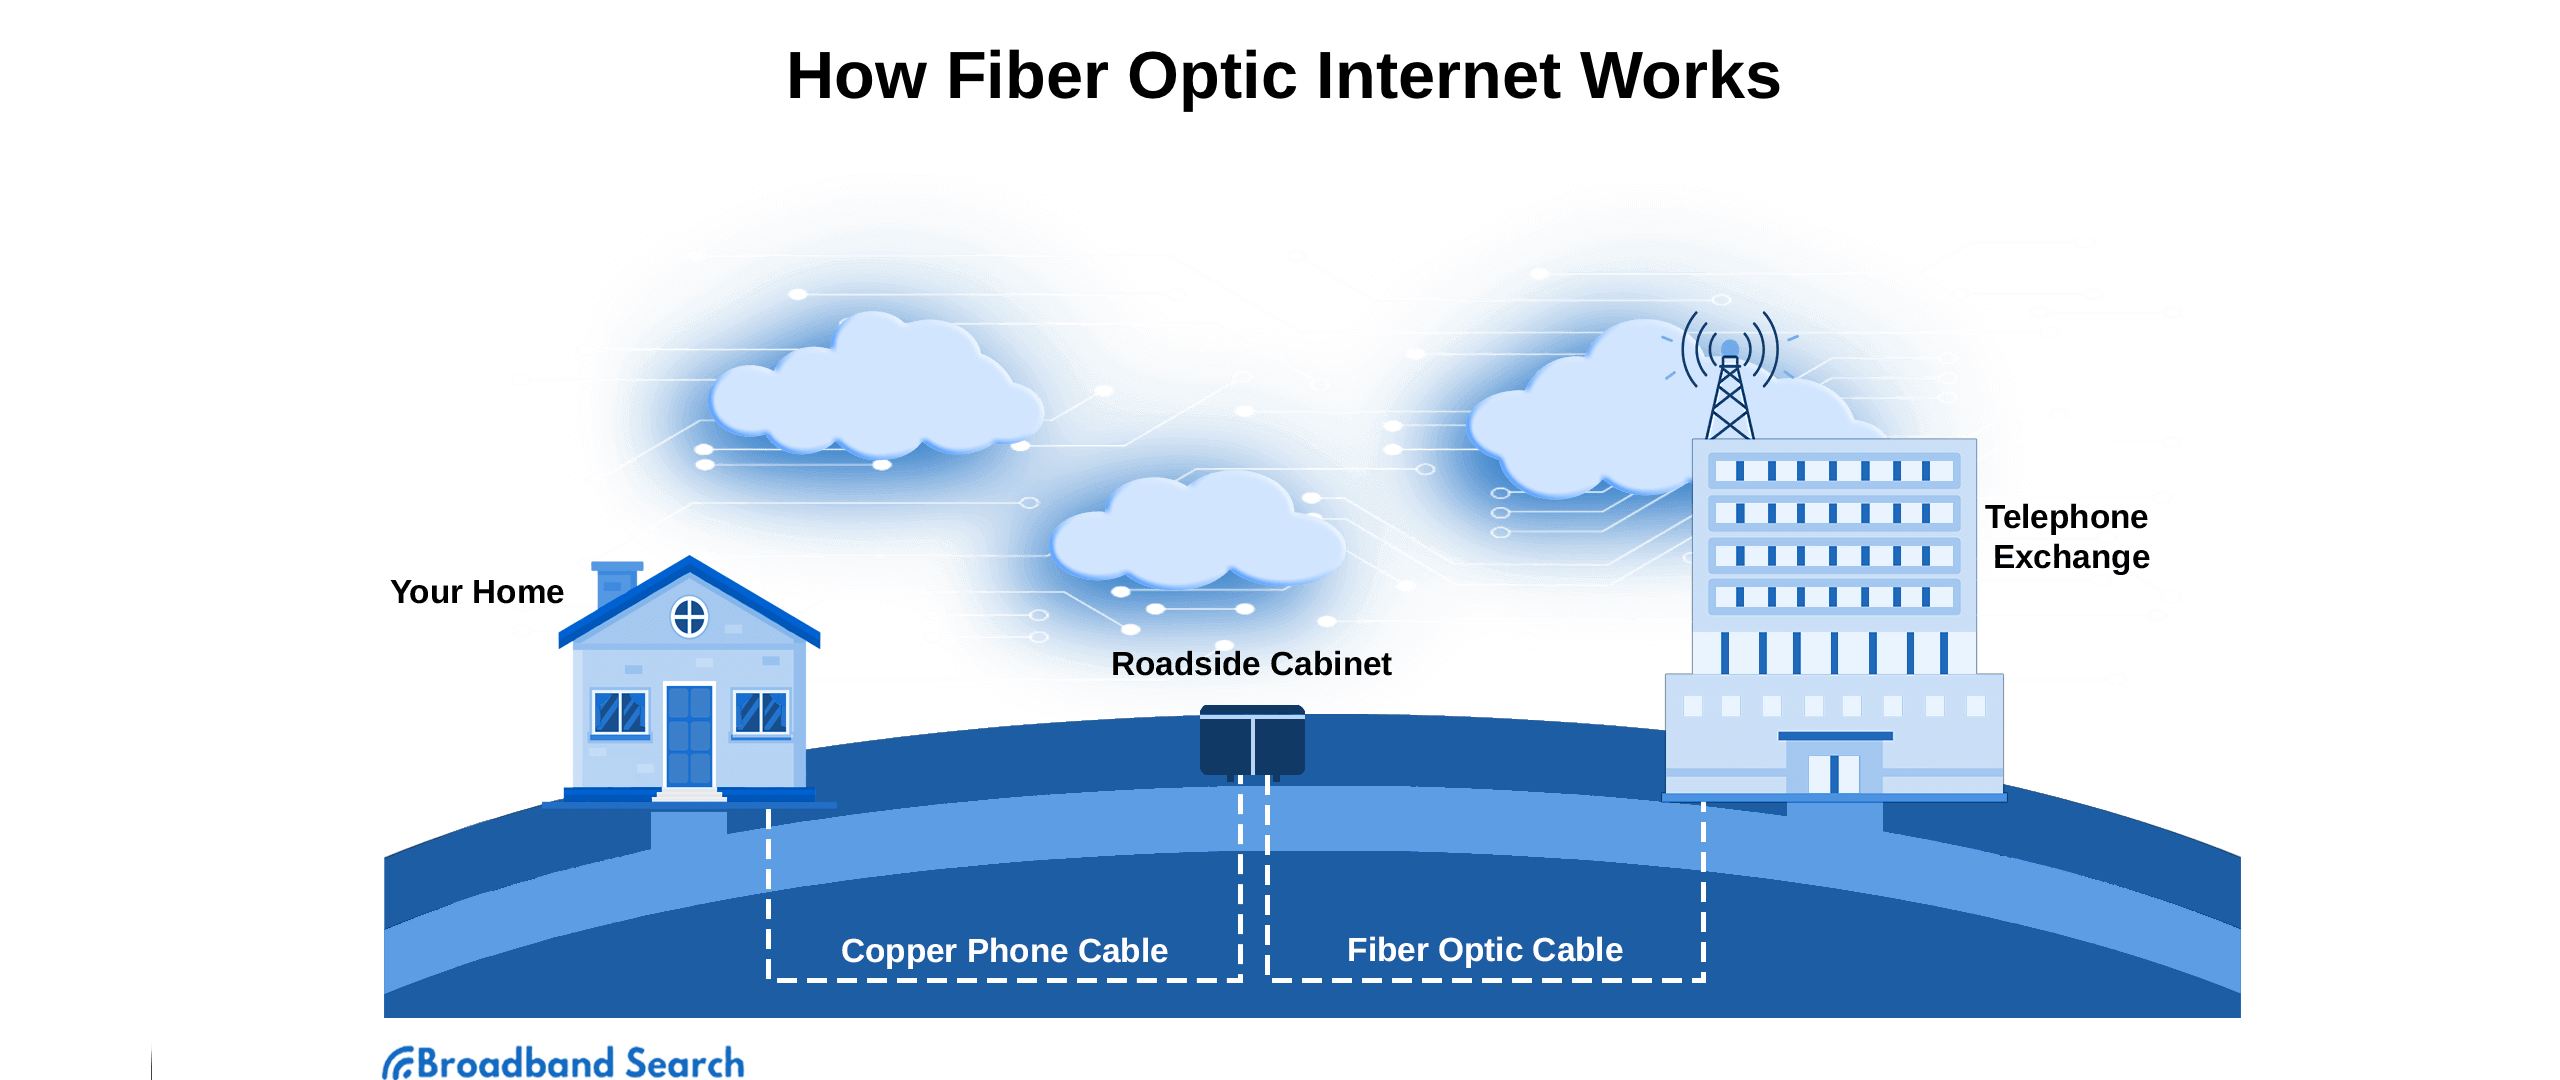 How Fiber Optic Internet Works
Telephone
Exchange
Your Home
Roadside Cabinet
Copper Phone Cable
Fiber Optic Cable
Broadband Search